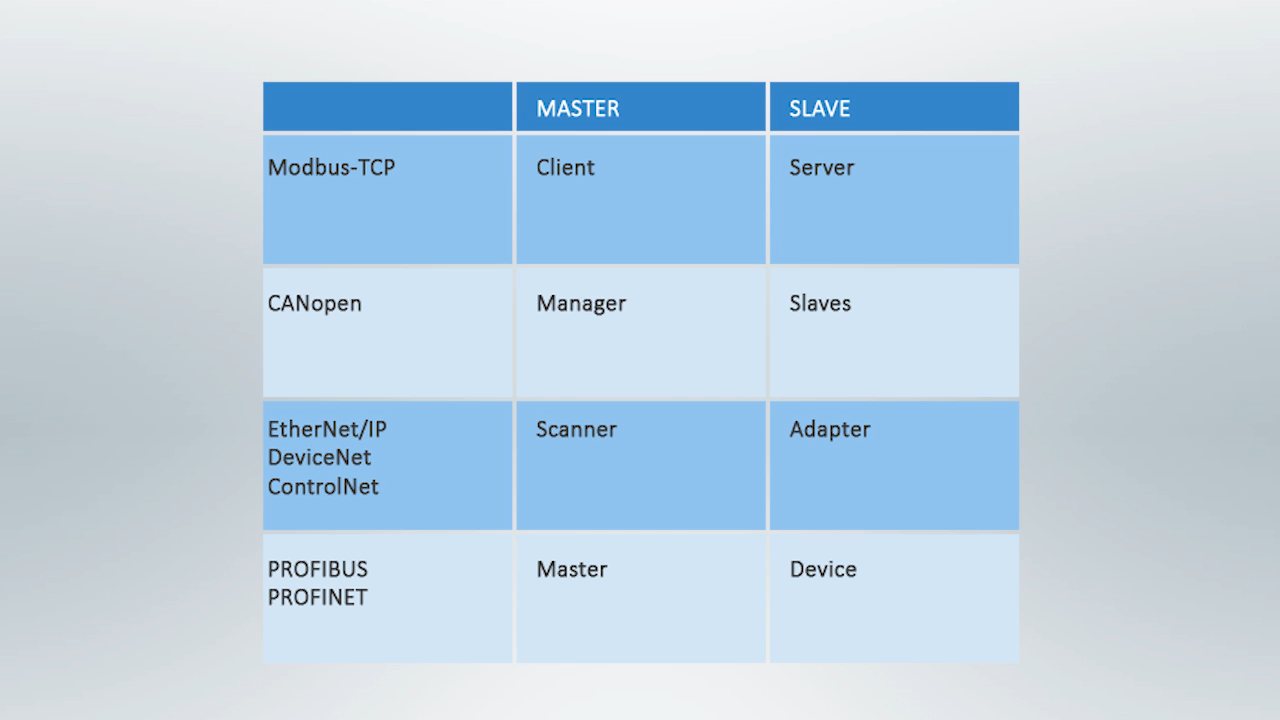 MASTER SLAVE
Modbus-TCP Client Server
CANopen Manager Slaves
EtherNet/IP Scanner Adapter
DeviceNet
ControlNet
PROFIBUS Master Device
PROFINET